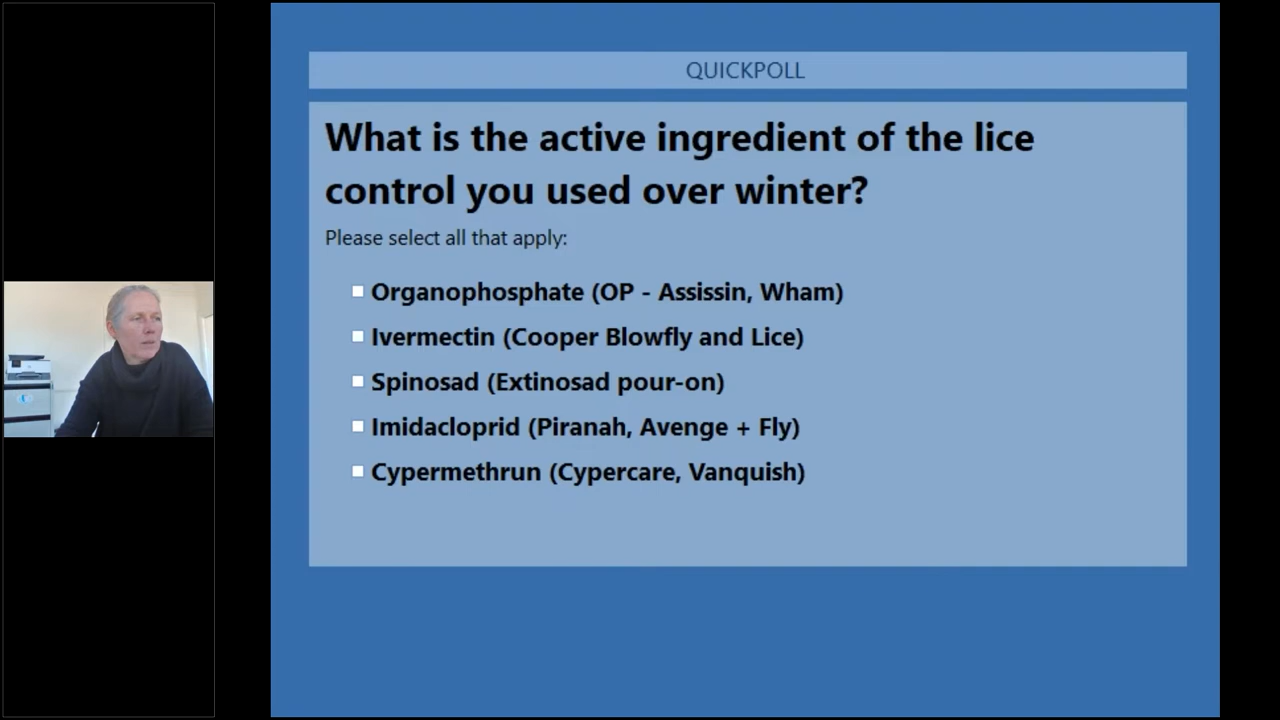 QUICKPOLL
What is the active ingredient of the lice
control you used over winter?
Please select all that apply:
Organophosphate (OP - Assissin, Wham)
Ivermectin (Cooper Blowfly and Lice)
Spinosad (Extinosad pour-on)
Imidacloprid (Piranah, Avenge + Fly)
Cypermethrun (Cypercare, Vanquish)